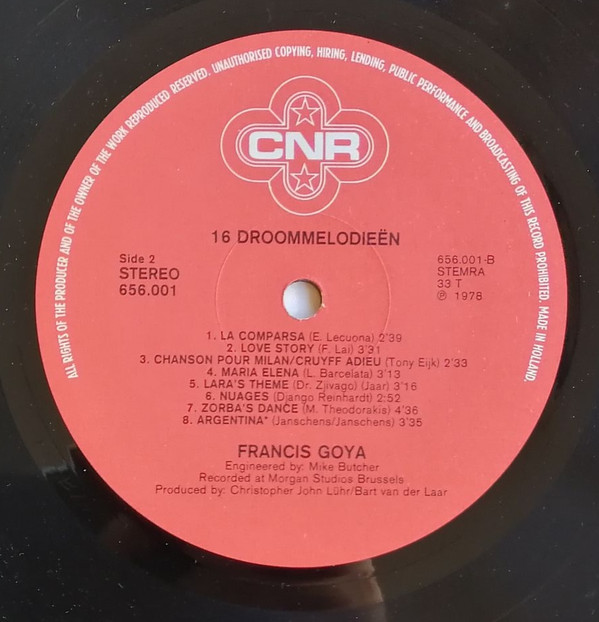 ALL RIGHTS OF THE PRODUCER AND OF THE OWNER OF THE WORK REPRODUCED RESERVED. UNAUTHORISED COPYING, HIRING, LENDING, PUBLIC PERFORMANCE AND BROADCASTING OF THIS RECORD PROHIBITED. MADE IN HOLLAND.
CNR
16 DROOMMELODIEËN
Side 2
STEREO
656.001
656.001-B
STEMRA
33 T
℗ 1978
1. LA COMPARSA (E. Lecuona) 2'39
2. LOVE STORY (F. Lai) 3'31
3. CHANSON POUR MILAN/CRUYFF ADIEU (Tony Eijk) 2'33
4. MARIA ELENA (L. Barcelata) 3'13
5. LARA'S THEME (Dr. Zjivago) (Jaar) 3'16
6. NUAGES (Django Reinhardt) 2:52
7. ZORBA'S DANCE (M. Theodorakis) 4'36
8. ARGENTINA* (Janschens/Janschens) 3'35
FRANCIS GOYA
Engineered by: Mike Butcher
Recorded at Morgan Studios Brussels
Produced by: Christopher John Lühr/Bart van der Laar